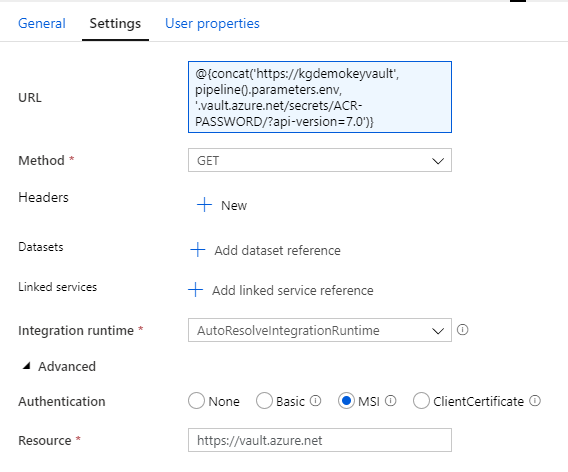 General Settings User properties
URL
@{concat('https://kgdemokeyvault',
pipeline().parameters.env,
'.vault.azure.net/secrets/ACR-
PASSWORD/?api-version=7.0')}
Method * GET
Headers + New
Datasets + Add dataset reference
Linked services + Add linked service reference
Integration runtime * AutoResolveIntegrationRuntime
Advanced
Authentication None Basic MSI ClientCertificate
Resource * https://vault.azure.net